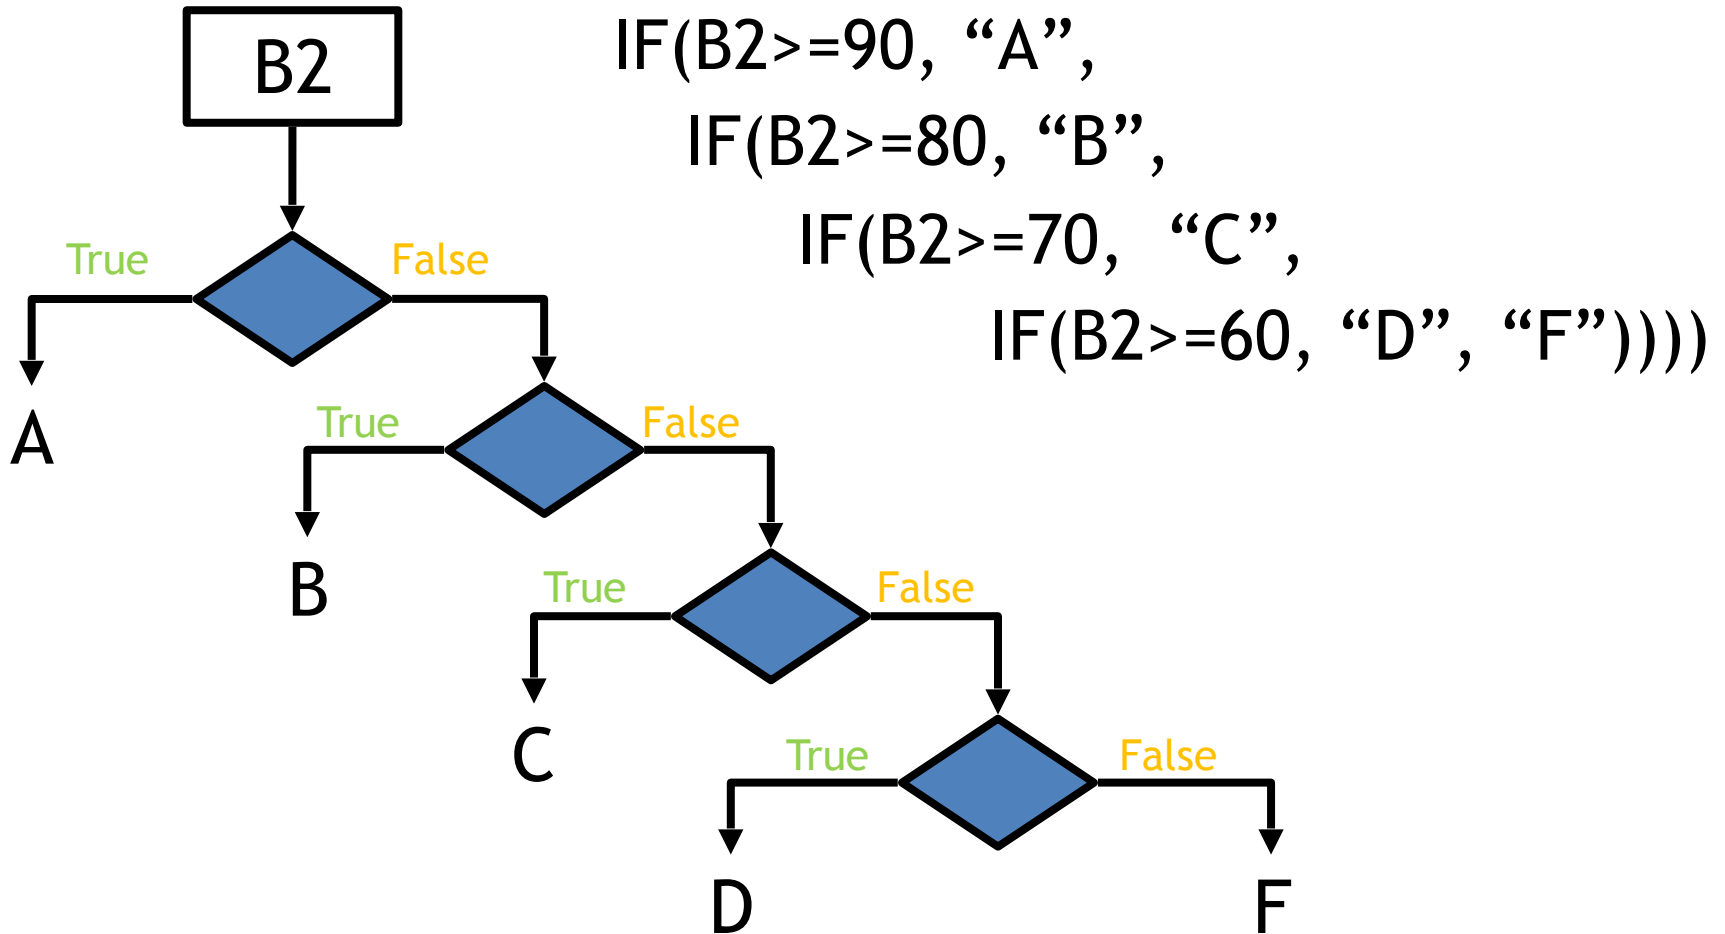 B2
IF(B2>=90, “A”,
IF(B2>=80, “B”,
IF(B2>=70, “C”,
IF(B2>=60, “D”, “F”))))
True
False
A
True
False
B
True
False
C
True
False
D
F